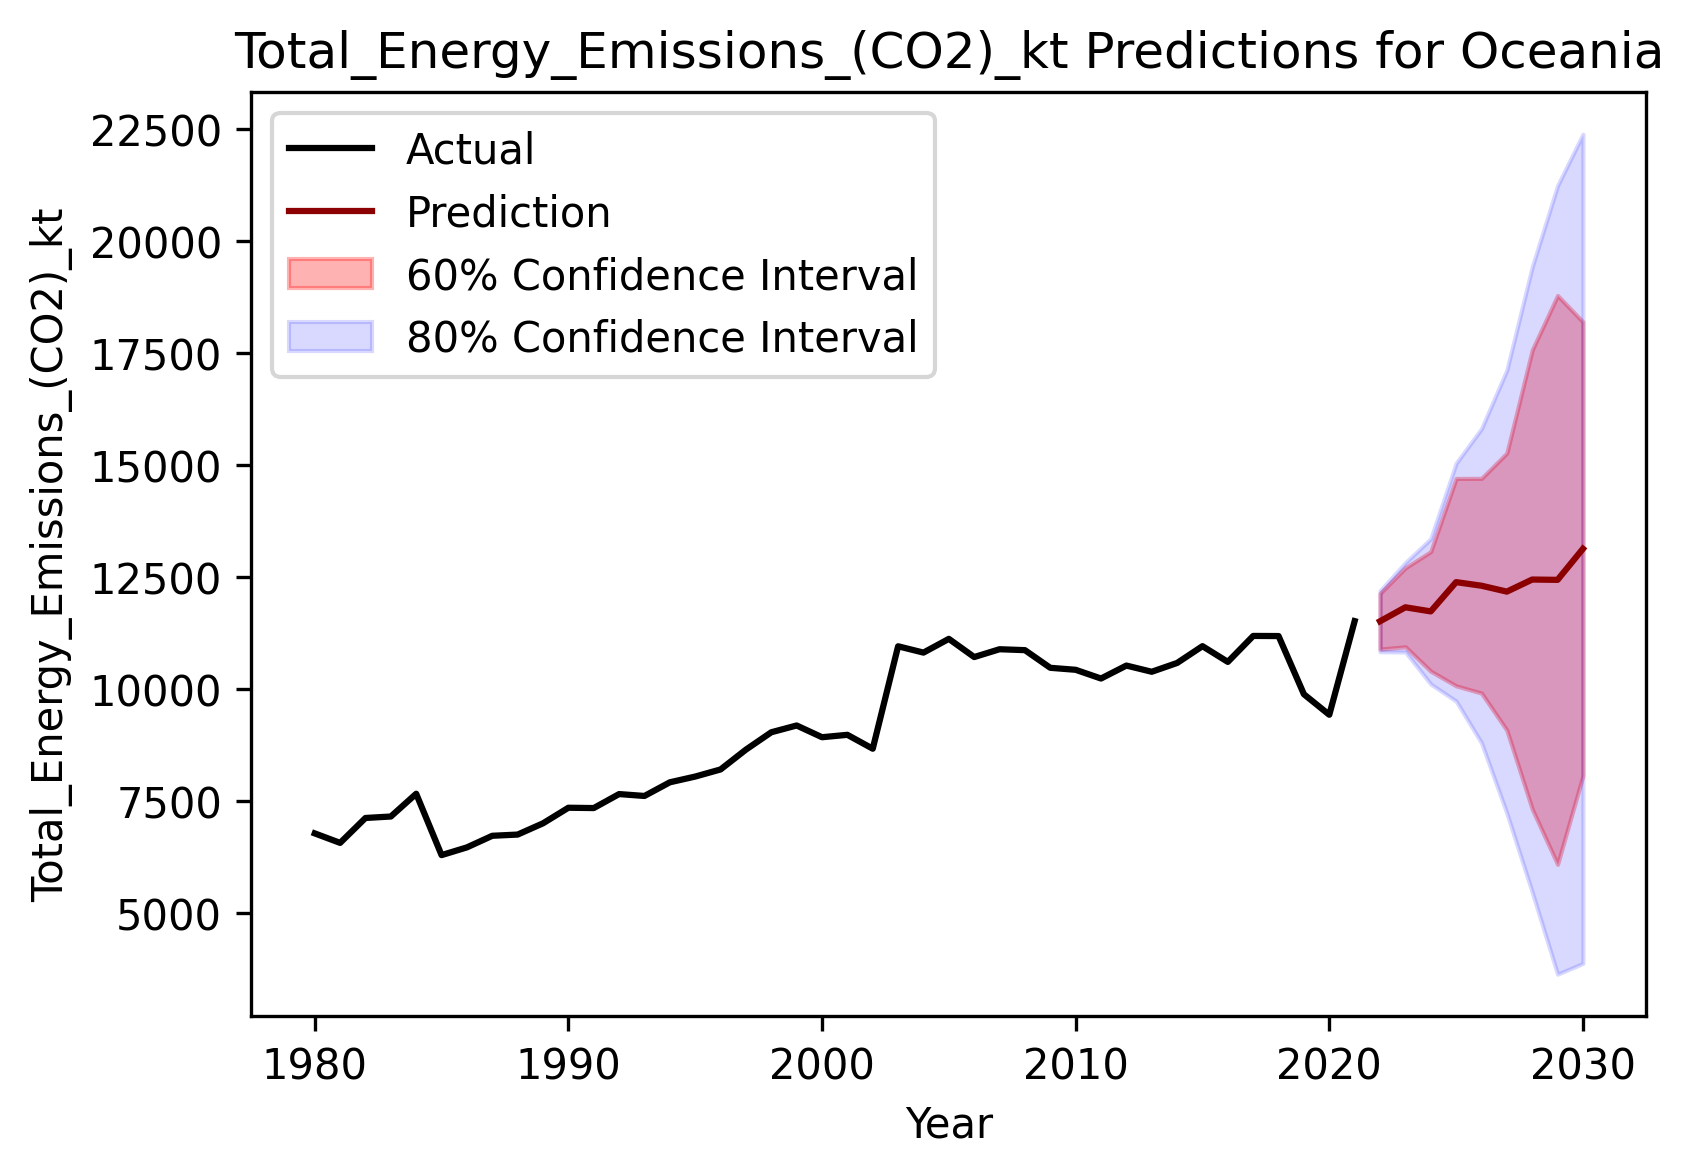 Total_Energy_Emissions_(CO2)_kt Predictions for Oceania
Total_Energy_Emissions_(CO2)_kt
22500
20000
17500
15000
12500
10000
7500
5000
Actual
Prediction
60% Confidence Interval
80% Confidence Interval
1980 1990 2000 2010 2020 2030
Year